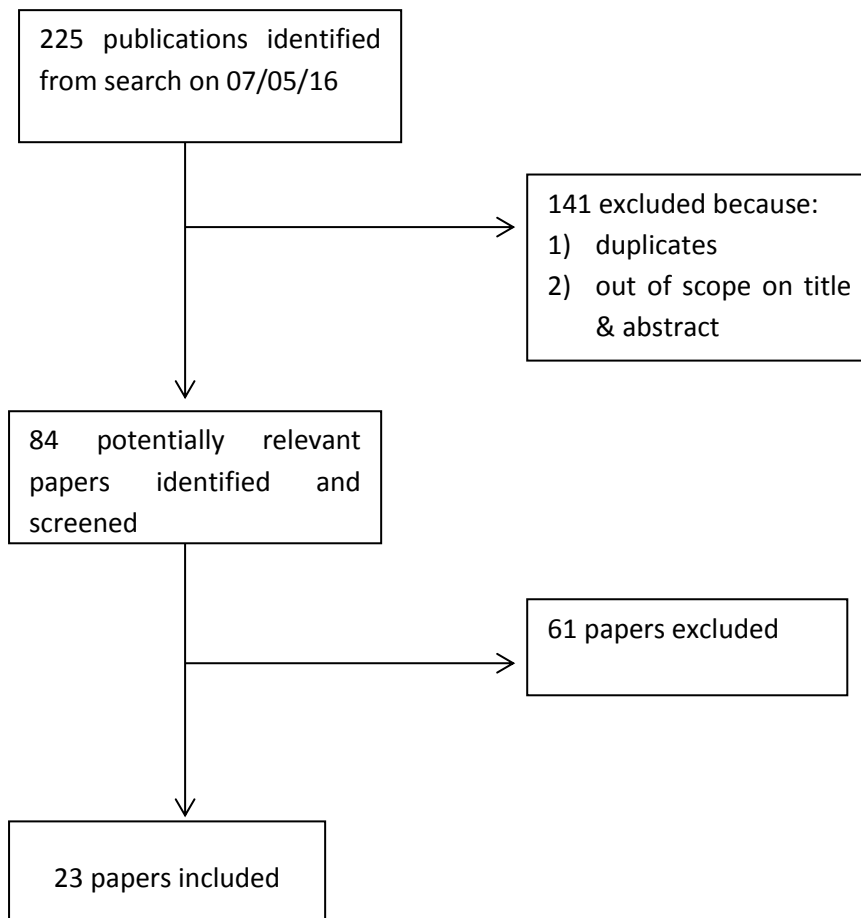 225 publications identified
from search on 07/05/16
141 excluded because:
1) duplicates
2) out of scope on title
& abstract
84 potentially relevant
papers identified and
screened
61 papers excluded
23 papers included